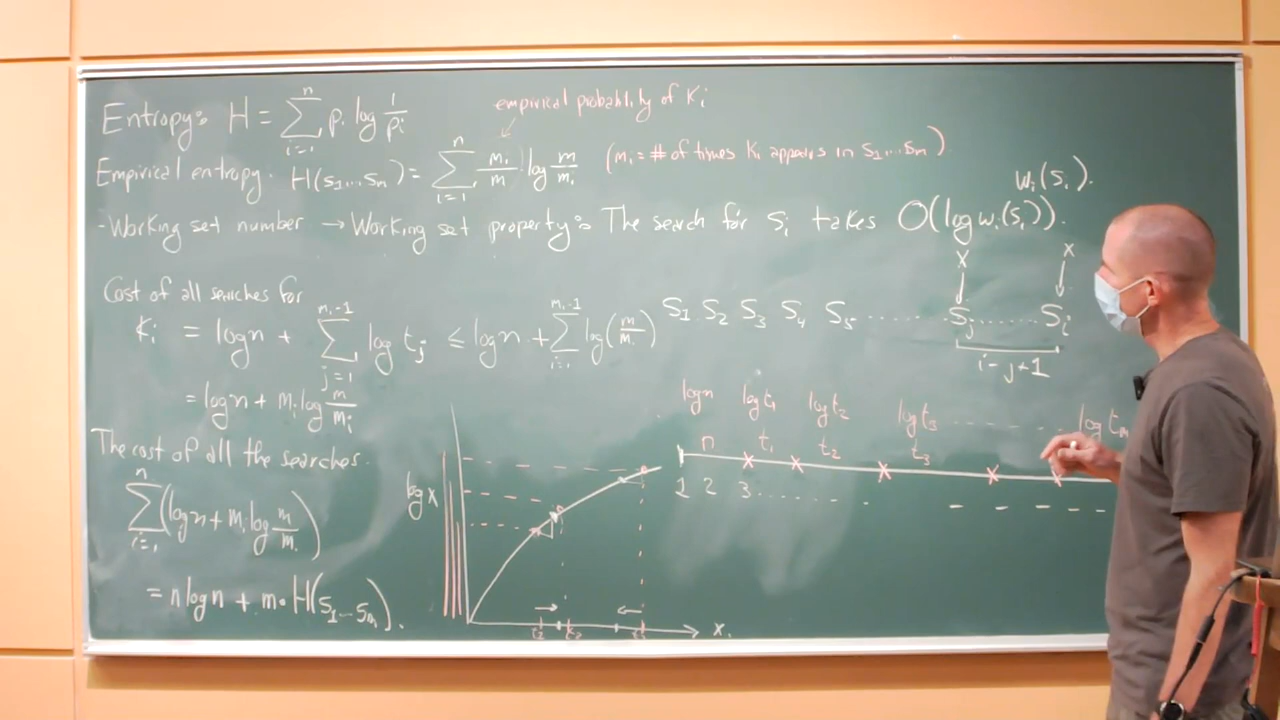 Entropy: H = ∑_{i=1}^{n} p_i log 1/p_i
empirical probability of K_i
Empirical entropy: H(s_1...s_m) = ∑_{i=1}^{n} m_i/m log m/m_i (m_i = # of times K_i appears in s_1...s_m)
w_i(s_i).
- Working set number → Working set property: The search for s_i takes O(log w_i(s_i)).
x x
Cost of all searches for
K_i = log n + ∑_{j=1}^{m_i-1} log t_j ≤ log n + ∑_{i=1}^{m_i-1} log(m/m_i)
S_1 S_2 S_3 S_4 S_5 ........ S_j ....... S_i
i-j+1
= log n + m_i log m/m_i
log n log t_1 log t_2 log t_3 - - - - - - log t_m
n t_1 t_2 t_3
1 2 3 . . . . . . . .
The cost of all the searches.
∑_{i=1}^{n} (log n + m_i log m/m_i)
= n log n + m · H(s_1...s_m).
log x
x.